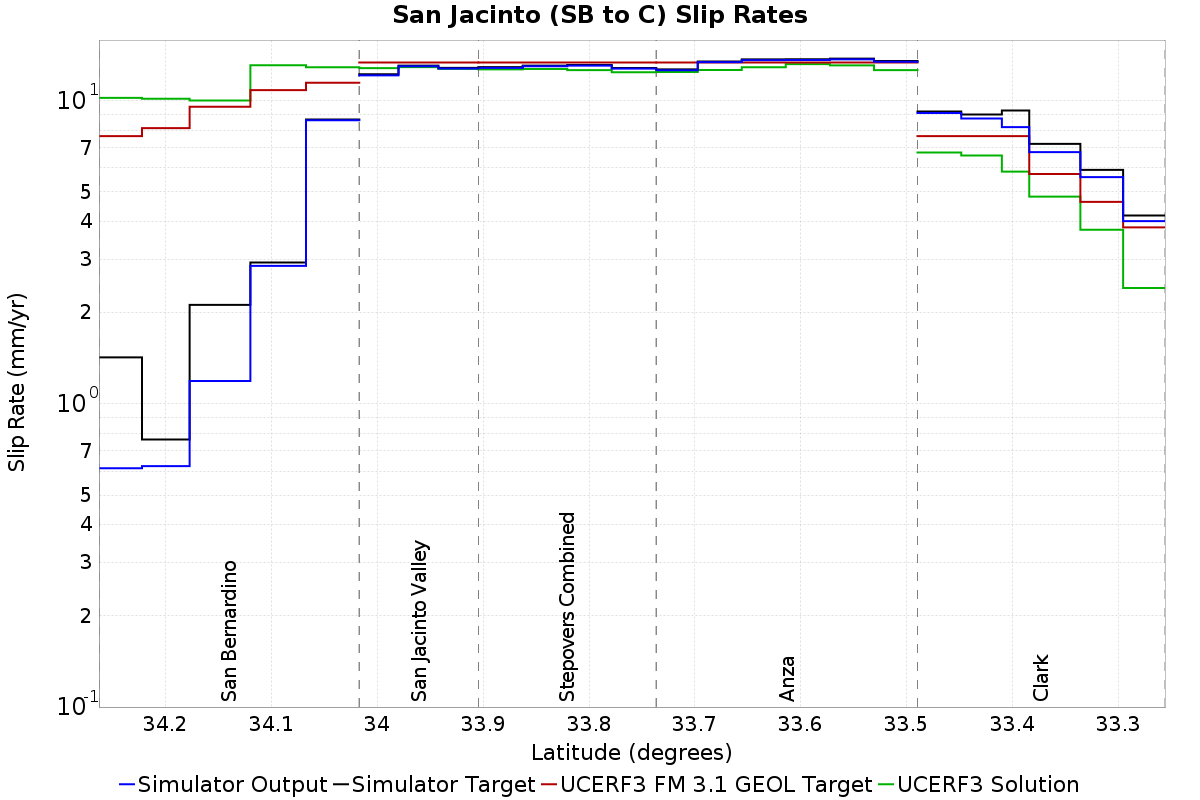 San Jacinto (SB to C) Slip Rates
Slip Rate (mm/yr)
10^1
7
5
4
3
2
10^0
7
5
4
3
2
10^-1
San Bernardino
San Jacinto Valley
Stepovers Combined
Anza
Clark
34.2 34.1 34 33.9 33.8 33.7 33.6 33.5 33.4 33.3
Latitude (degrees)
Simulator Output Simulator Target UCERF3 FM 3.1 GEOL Target UCERF3 Solution